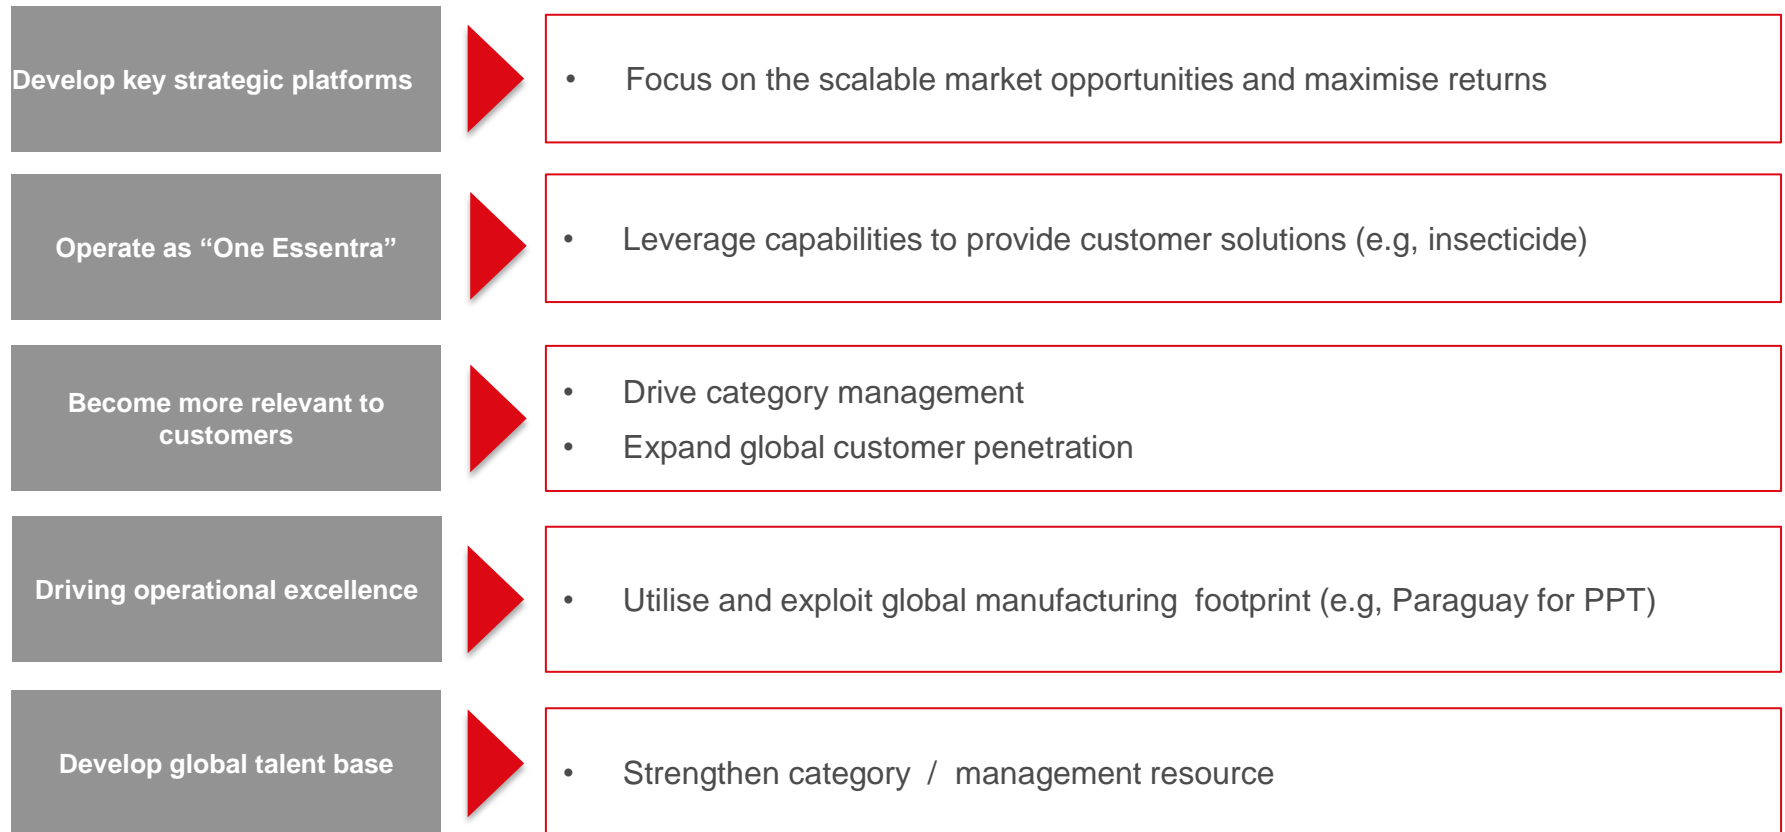 Develop key strategic platforms
• Focus on the scalable market opportunities and maximise returns
Operate as “One Essentra”
• Leverage capabilities to provide customer solutions (e.g, insecticide)
Become more relevant to
customers
• Drive category management
• Expand global customer penetration
Driving operational excellence
• Utilise and exploit global manufacturing footprint (e.g, Paraguay for PPT)
Develop global talent base
• Strengthen category / management resource